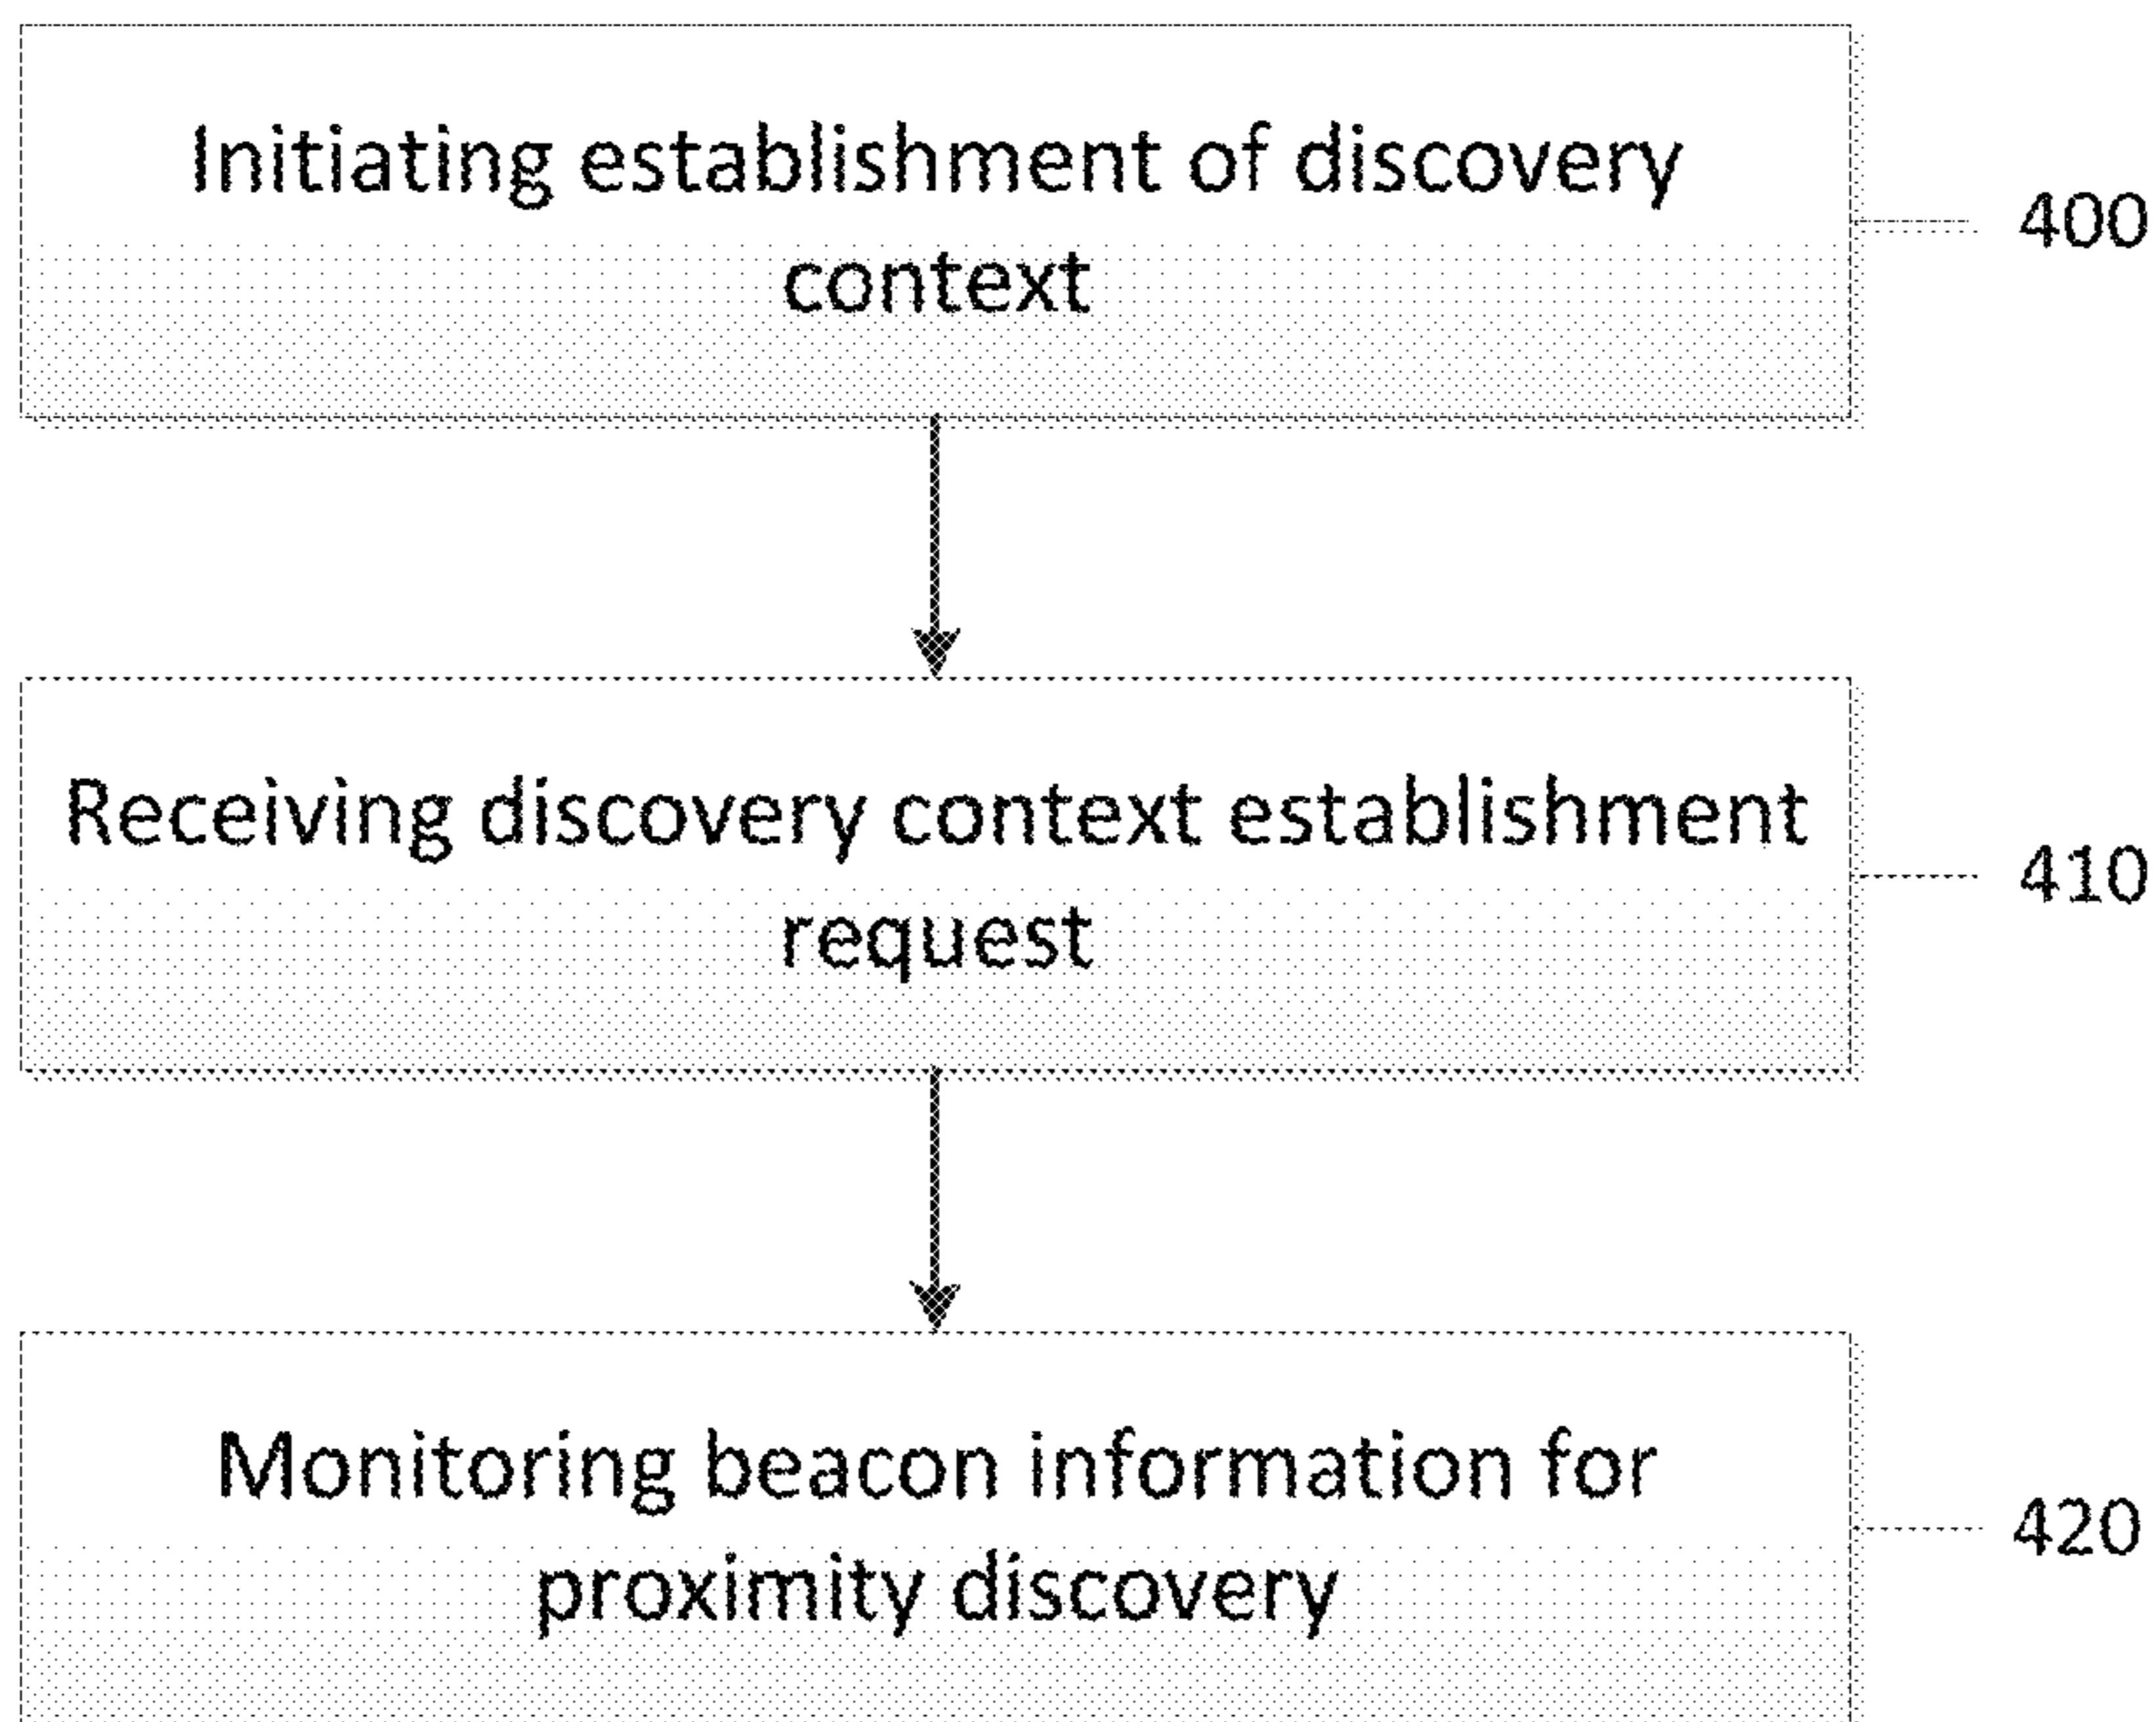 Initiating establishment of discovery
context
400
Receiving discovery context establishment
request
410
Monitoring beacon information for
proximity discovery
420